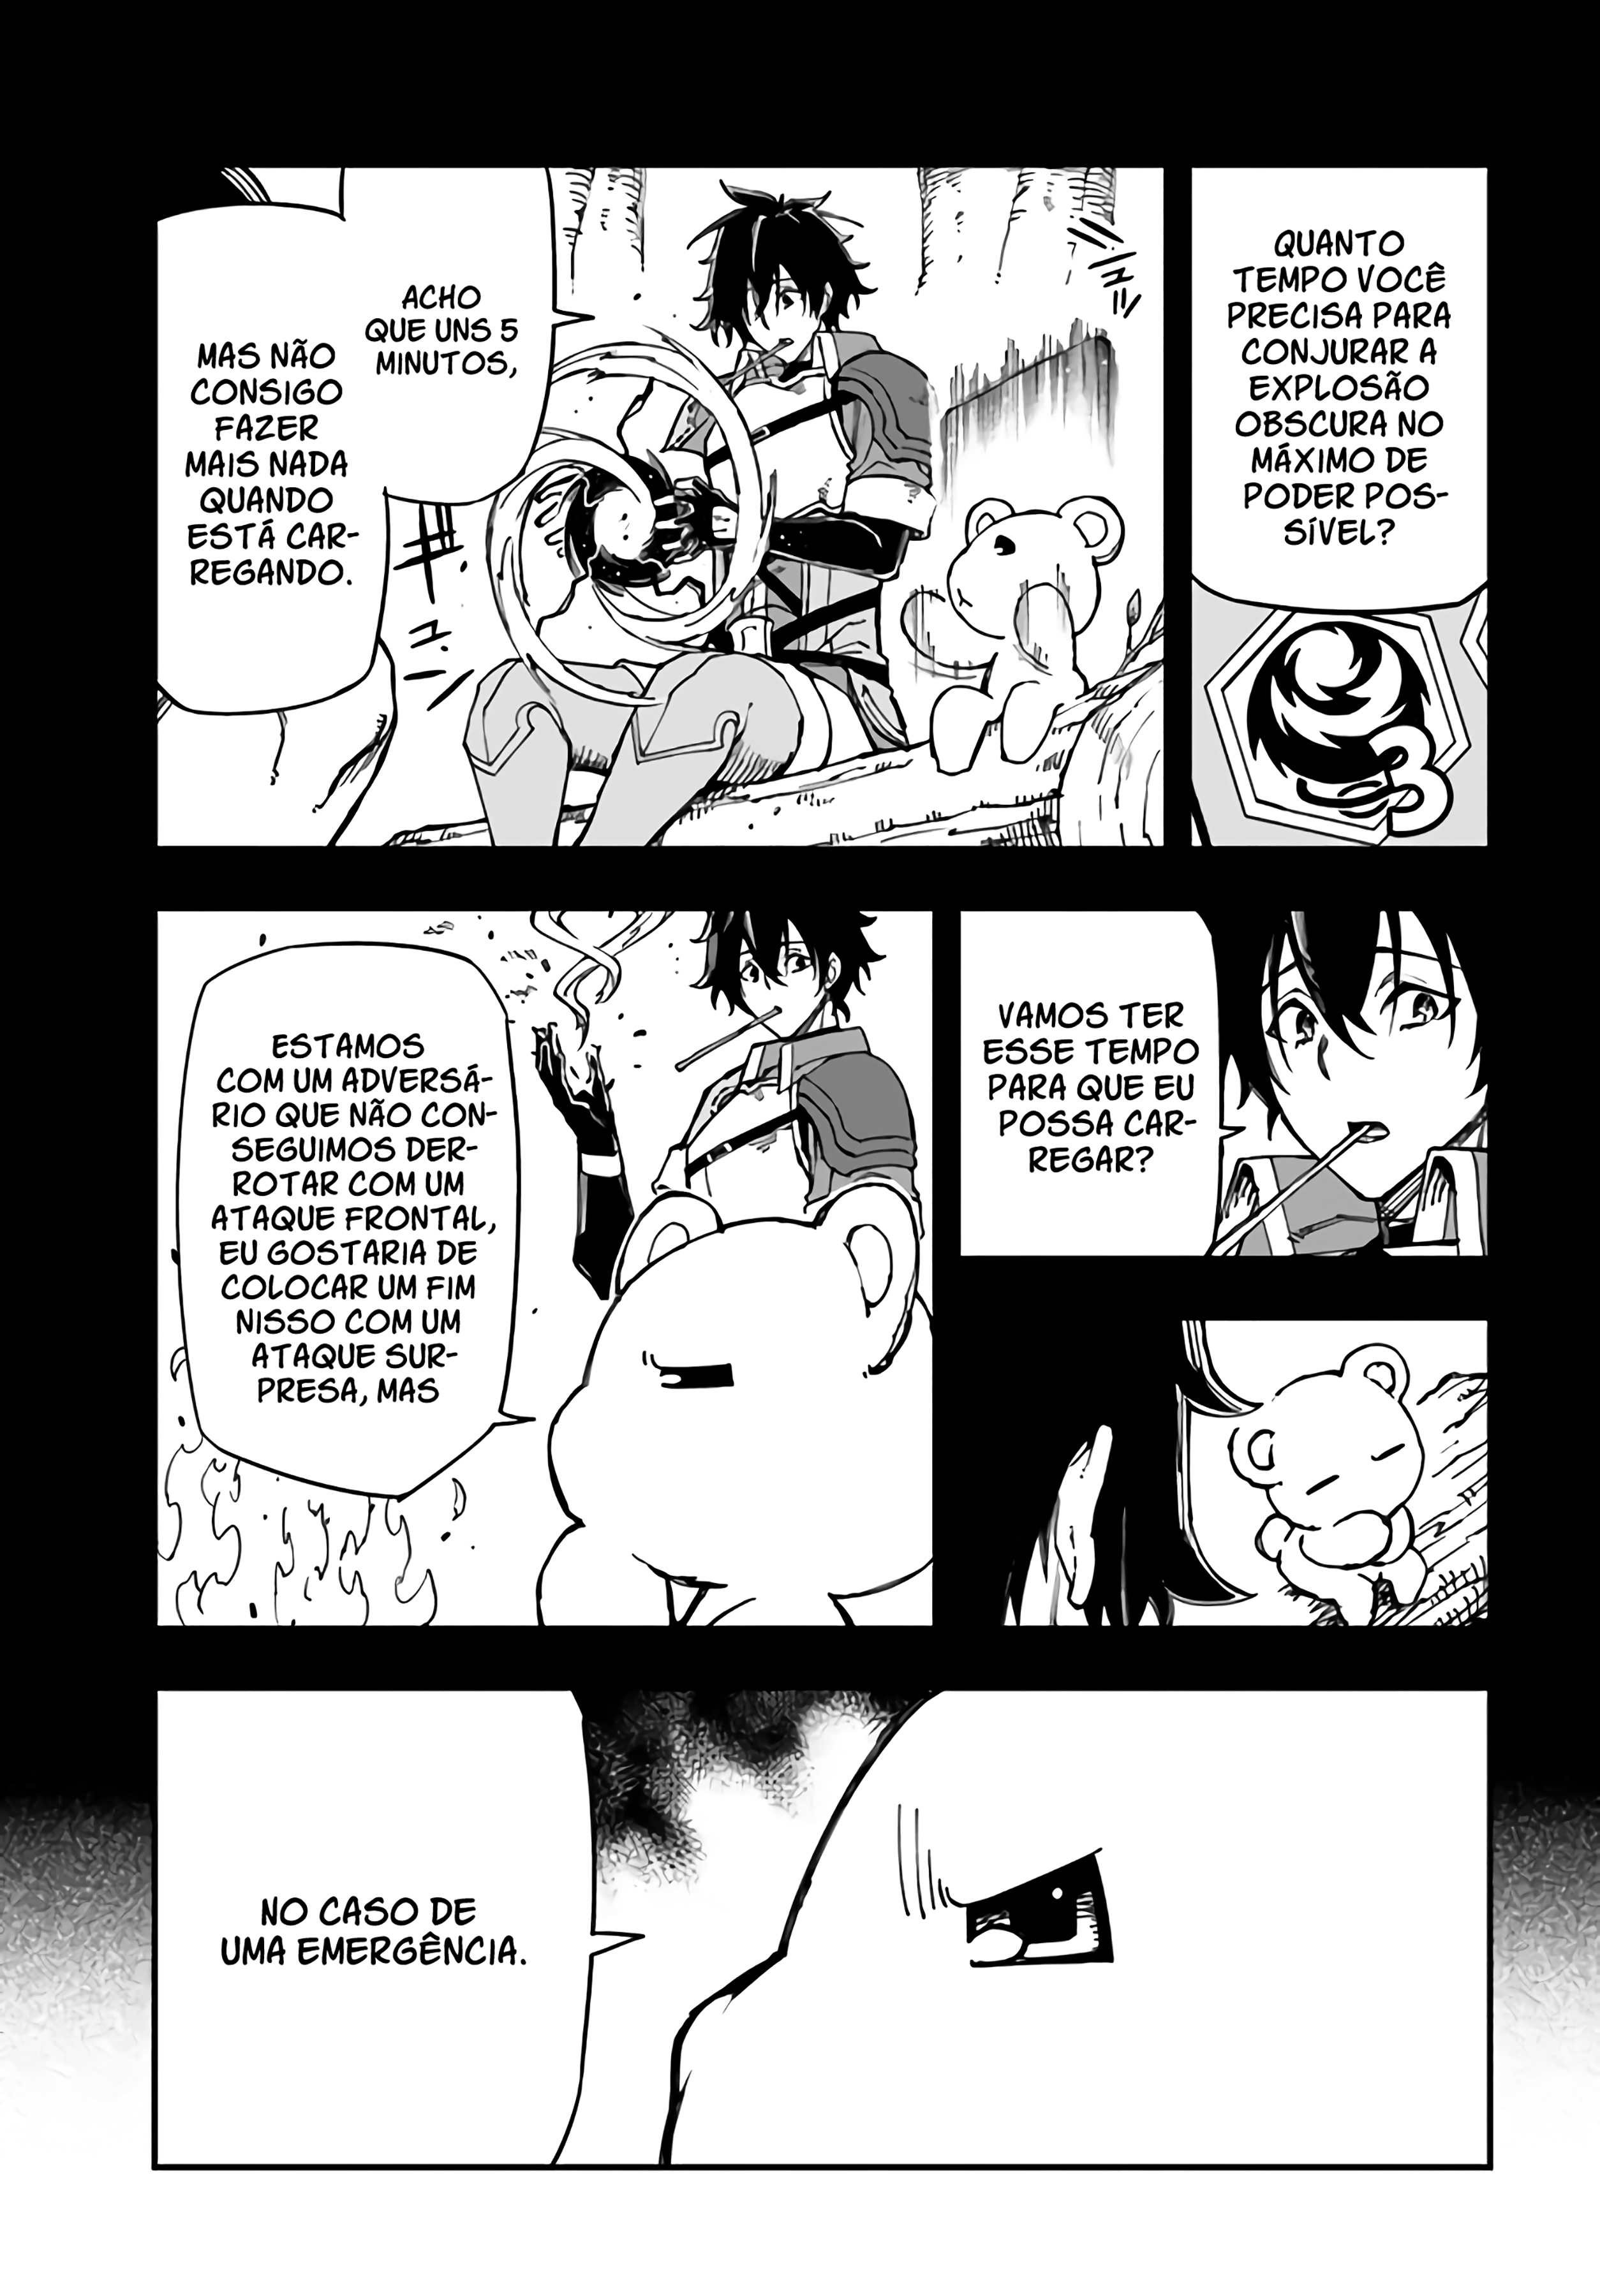 QUANTO
TEMPO VOCÊ
PRECISA PARA
CONJURAR A
EXPLOSÃO
OBSCURA NO
MÁXIMO DE
PODER POS-
SÍVEL?
ACHO
QUE UNS 5
MINUTOS,
MAS NÃO
CONSIGO
FAZER
MAIS NADA
QUANDO
ESTÁ CAR-
REGANDO.
VAMOS TER
ESSE TEMPO
PARA QUE EU
POSSA CAR-
REGAR?
ESTAMOS
COM UM ADVERSÁ-
RIO QUE NÃO CON-
SEGUIMOS DER-
ROTAR COM UM
ATAQUE FRONTAL,
EU GOSTARIA DE
COLOCAR UM FIM
NISSO COM UM
ATAQUE SUR-
PRESA, MAS
NO CASO DE
UMA EMERGÊNCIA.